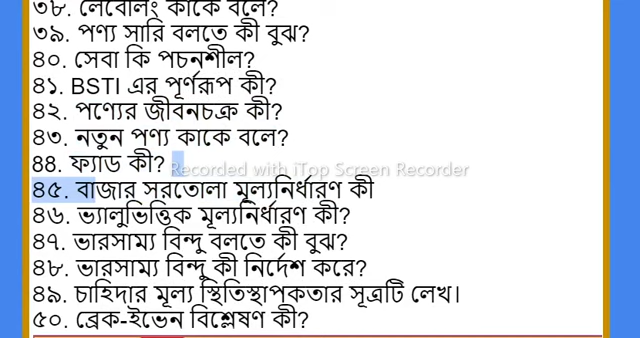 ৩৮. লেবেলিং কাকে বলে?
৩৯. পণ্য সারি বলতে কী বুঝ?
৪০. সেবা কি পচনশীল?
৪১. BSTI এর পূর্ণরূপ কী?
৪২. পণ্যের জীবনচক্র কী?
৪৩. নতুন পণ্য কাকে বলে?
৪৪. ফ্যাড কী?
Recorded with iTop Screen Recorder
৪৫. বাজার সরতোলা মূল্যনির্ধারণ কী
৪৬. ভ্যালুভিত্তিক মূল্যনির্ধারণ কী?
৪৭. ভারসাম্য বিন্দু বলতে কী বুঝ?
৪৮. ভারসাম্য বিন্দু কী নির্দেশ করে?
৪৯. চাহিদার মূল্য স্থিতিস্থাপকতার সূত্রটি লেখ।
৫০. ব্রেক-ইভেন বিশ্লেষণ কী?